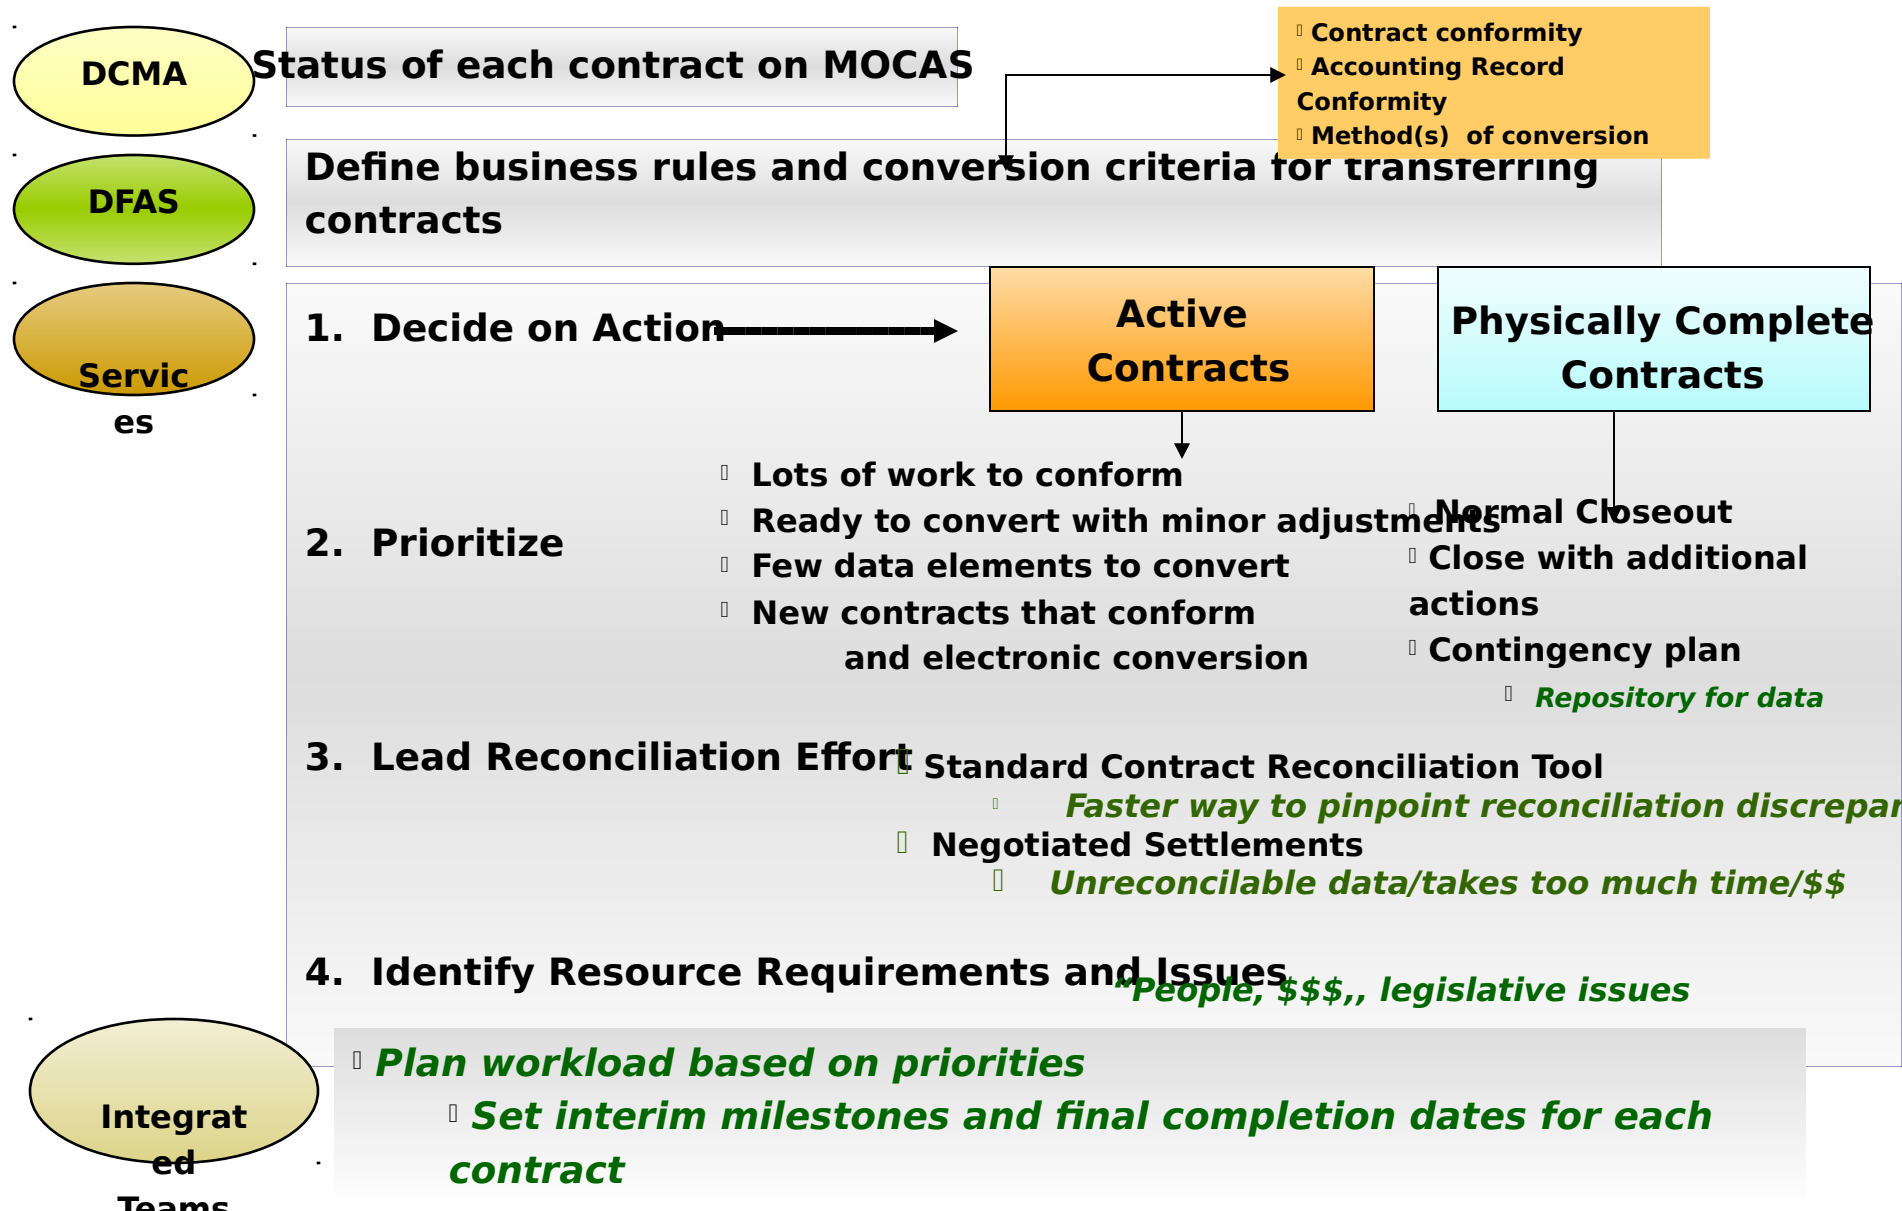 DCMA
Status of each contract on MOCAS
Contract conformity
Accounting Record
Conformity
Method(s) of conversion
DFAS
Define business rules and conversion criteria for transferring
contracts
Servic
es
1. Decide on Action
Active
Contracts
Physically Complete
Contracts
2. Prioritize
Lots of work to conform
Ready to convert with minor adjustments
Few data elements to convert
New contracts that conform
and electronic conversion
Normal Closeout
Close with additional
actions
Contingency plan
Repository for data
3. Lead Reconciliation Effort
Standard Contract Reconciliation Tool
Faster way to pinpoint reconciliation
Negotiated Settlements
Unreconcilable data/takes too much time/$$
4. Identify Resource Requirements and Issues
“People, $$$,, legislative issues
Integrat
ed
Teams
Plan workload based on priorities
Set interim milestones and final completion dates for each
contract